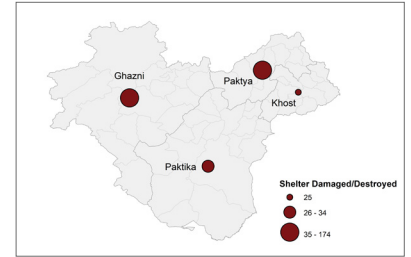 Ghazni
Paktya
Khost
Paktika
Shelter Damaged/Destroyed
25
26 - 34
35 - 174